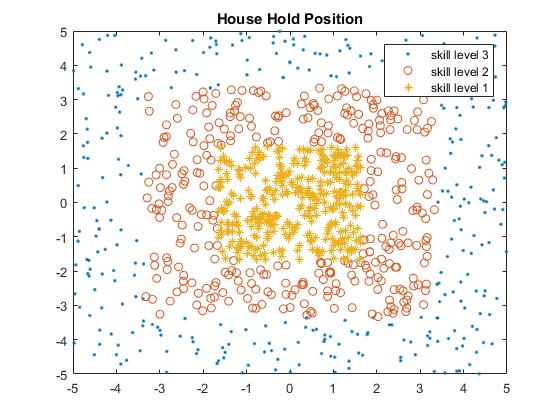 House Hold Position
5
4
3
2
1
0
-1
-2
-3
-4
-5
-5 -4 -3 -2 -1 0 1 2 3 4 5
skill level 3
skill level 2
skill level 1